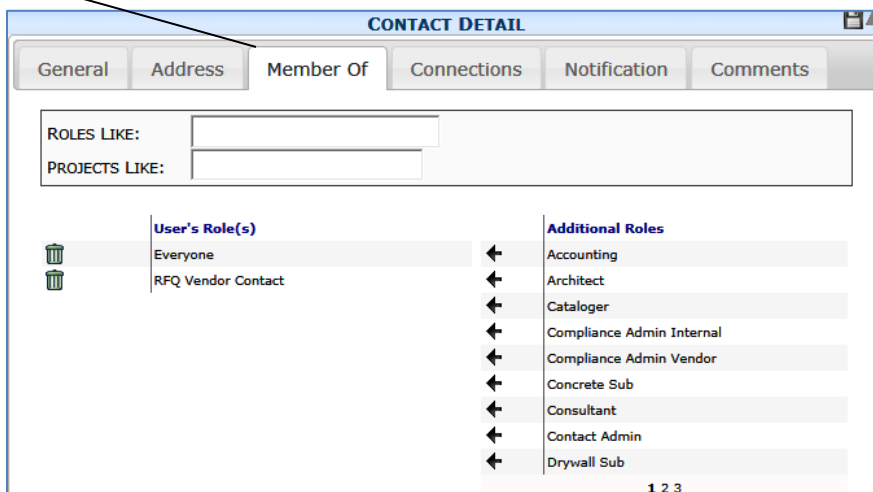 CONTACT DETAIL
General Address Member Of Connections Notification Comments
ROLES LIKE:
PROJECTS LIKE:
User's Role(s) Additional Roles
Everyone Accounting
RFQ Vendor Contact Architect
Cataloger
Compliance Admin Internal
Compliance Admin Vendor
Concrete Sub
Consultant
Contact Admin
Drywall Sub
1 2 3